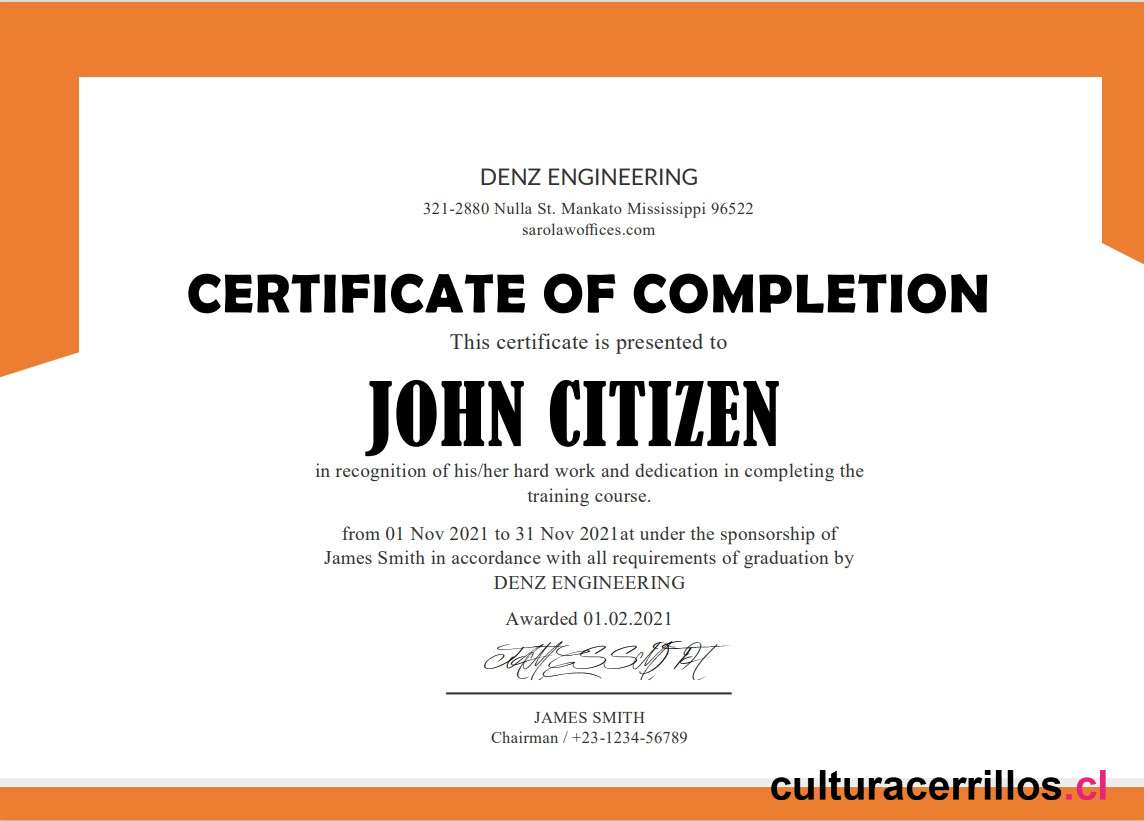 DENZ ENGINEERING
321-2880 Nulla St. Mankato Mississippi 96522
sarolawoffices.com
CERTIFICATE OF COMPLETION
This certificate is presented to
JOHN CITIZEN
in recognition of his/her hard work and dedication in completing the
training course.
from 01 Nov 2021 to 31 Nov 2021at under the sponsorship of
James Smith in accordance with all requirements of graduation by
DENZ ENGINEERING
Awarded 01.02.2021
JAMES SMITH
Chairman / +23-1234-56789
culturacerrillos.cl